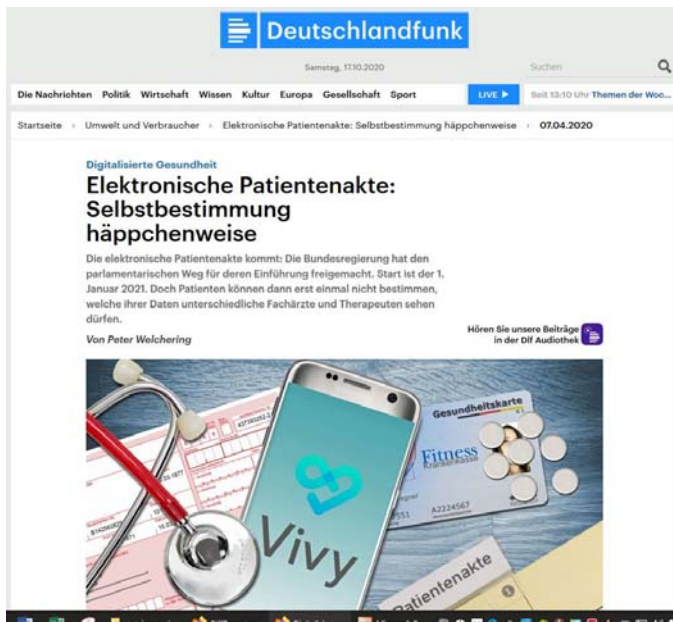 Deutschlandfunk
Samstag, 17.10.2020
Suchen
Die Nachrichten Politik Wirtschaft Wissen Kultur Europa Gesellschaft Sport
LIVE
Seit 13:10 Uhr Themen der Woc...
Startseite › Umwelt und Verbraucher › Elektronische Patientenakte: Selbstbestimmung häppchenweise › 07.04.2020
Digitalisierte Gesundheit
Elektronische Patientenakte:
Selbstbestimmung
häppchenweise
Die elektronische Patientenakte kommt: Die Bundesregierung hat den
parlamentarischen Weg für deren Einführung freigemacht. Start ist der 1.
Januar 2021. Doch Patienten können dann erst einmal nicht bestimmen,
welche ihrer Daten unterschiedliche Fachärzte und Therapeuten sehen
dürfen.
Von Peter Welchering
Hören Sie unsere Beiträge
in der Dlf Audiothek
Gesundheitskarte
Fitness
Krankenkasse
A2224567
Vivy
Patientenakte